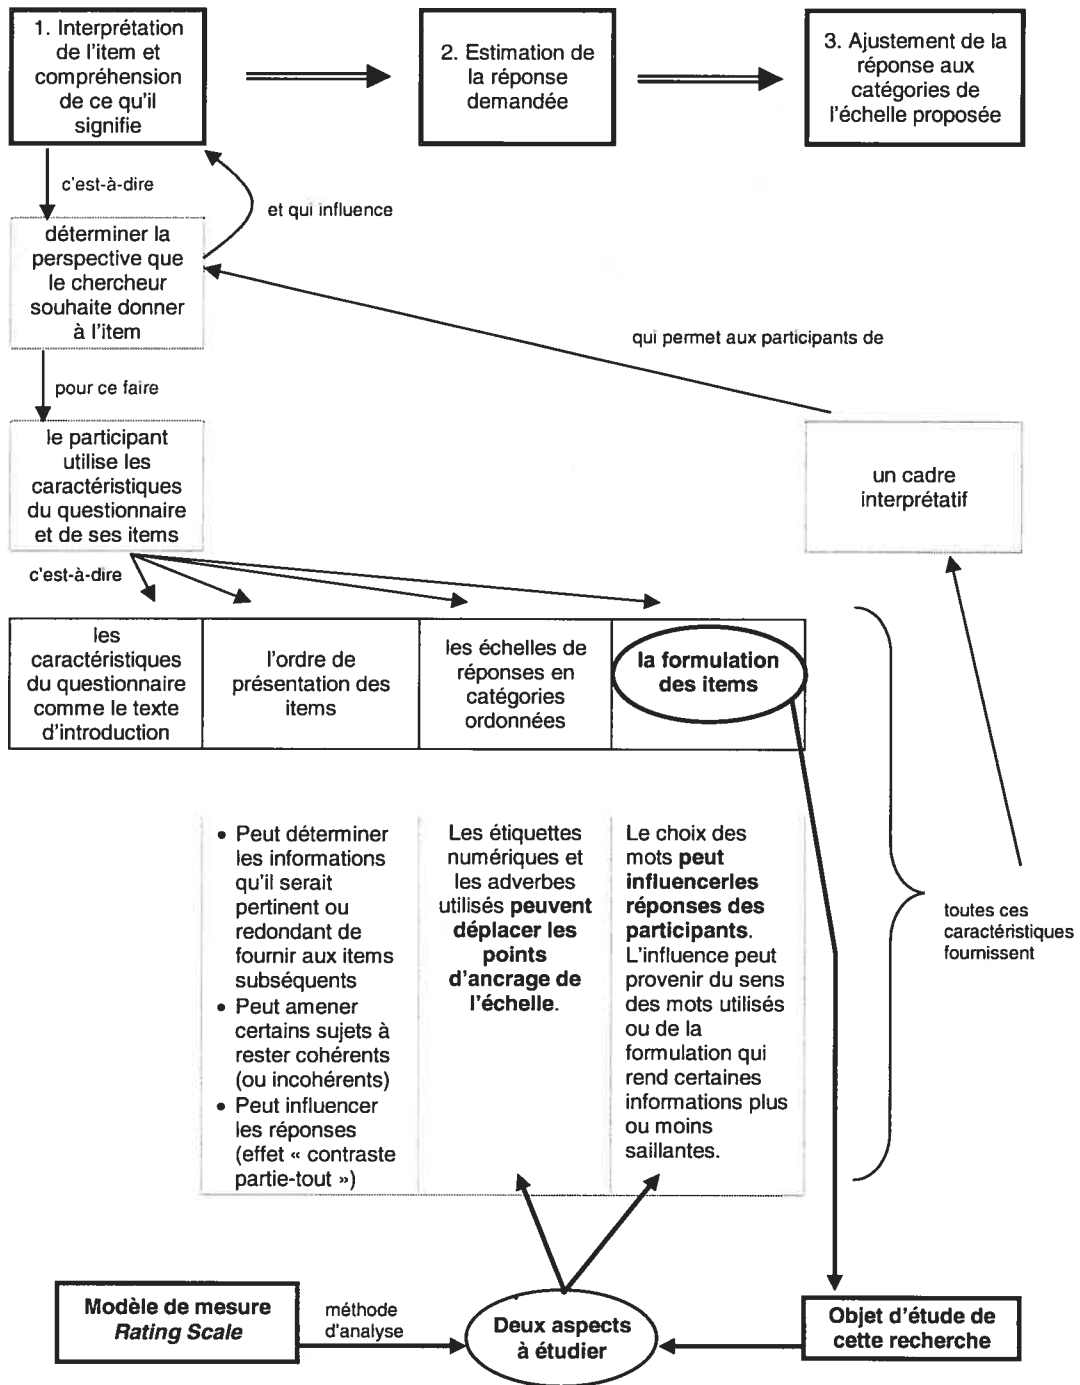 1. Interprétation
de l'item et
compréhension
de ce qu'il
signifie
2. Estimation de
la réponse
demandée
3. Ajustement de la
réponse aux
catégories de
l'échelle proposée
c'est-à-dire
et qui influence
déterminer la
perspective que
le chercheur
souhaite donner
à l'item
qui permet aux participants de
pour ce faire
le participant
utilise les
caractéristiques
du questionnaire
et de ses items
un cadre
interprétatif
c'est-à-dire
les
caractéristiques
du questionnaire
comme le texte
d'introduction
l'ordre de
présentation des
items
les échelles de
réponses en
catégories
ordonnées
la formulation
des items
• Peut déterminer
les informations
qu'il serait
pertinent ou
redondant de
fournir aux items
subséquents
• Peut amener
certains sujets à
rester cohérents
(ou incohérents)
• Peut influencer
les réponses
(effet « contraste
partie-tout »)
Les étiquettes
numériques et
les adverbes
utilisés peuvent
déplacer les
points
d'ancrage de
l'échelle.
Le choix des
mots peut
influencerles
réponses des
participants.
L'influence peut
provenir du sens
des mots utilisés
ou de la
formulation qui
rend certaines
informations plus
ou moins
saillantes.
toutes ces
caractéristiques
fournissent
Modèle de mesure
Rating Scale
méthode
d'analyse
Deux aspects
à étudier
Objet d'étude de
cette recherche